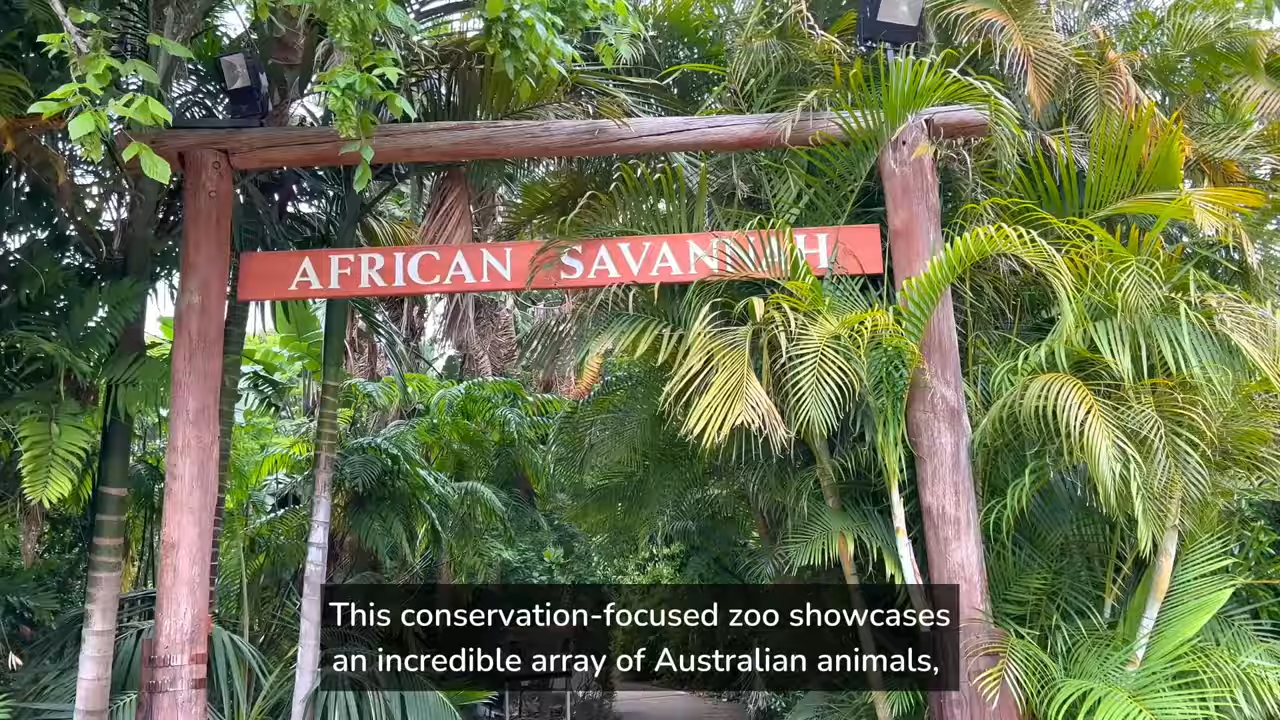 AFRICAN SAVANNAH
This conservation-focused zoo showcases
an incredible array of Australian animals,